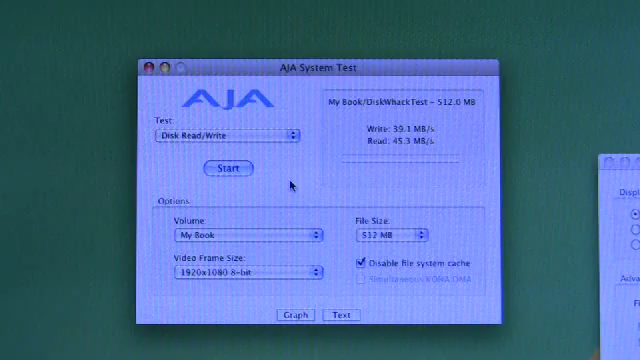 AJA System Test
AJA
My Book/DiskWhackTest - 512.0 MB
Test:
Disk Read/Write
Write: 39.1 MB/s
Read: 45.3 MB/s
Start
Options
Volume:
My Book
File Size:
512 MB
Video Frame Size:
1920x1080 8-bit
Disable file system cache
Simultaneous KONA DMA
Graph
Text
Displ
Adva